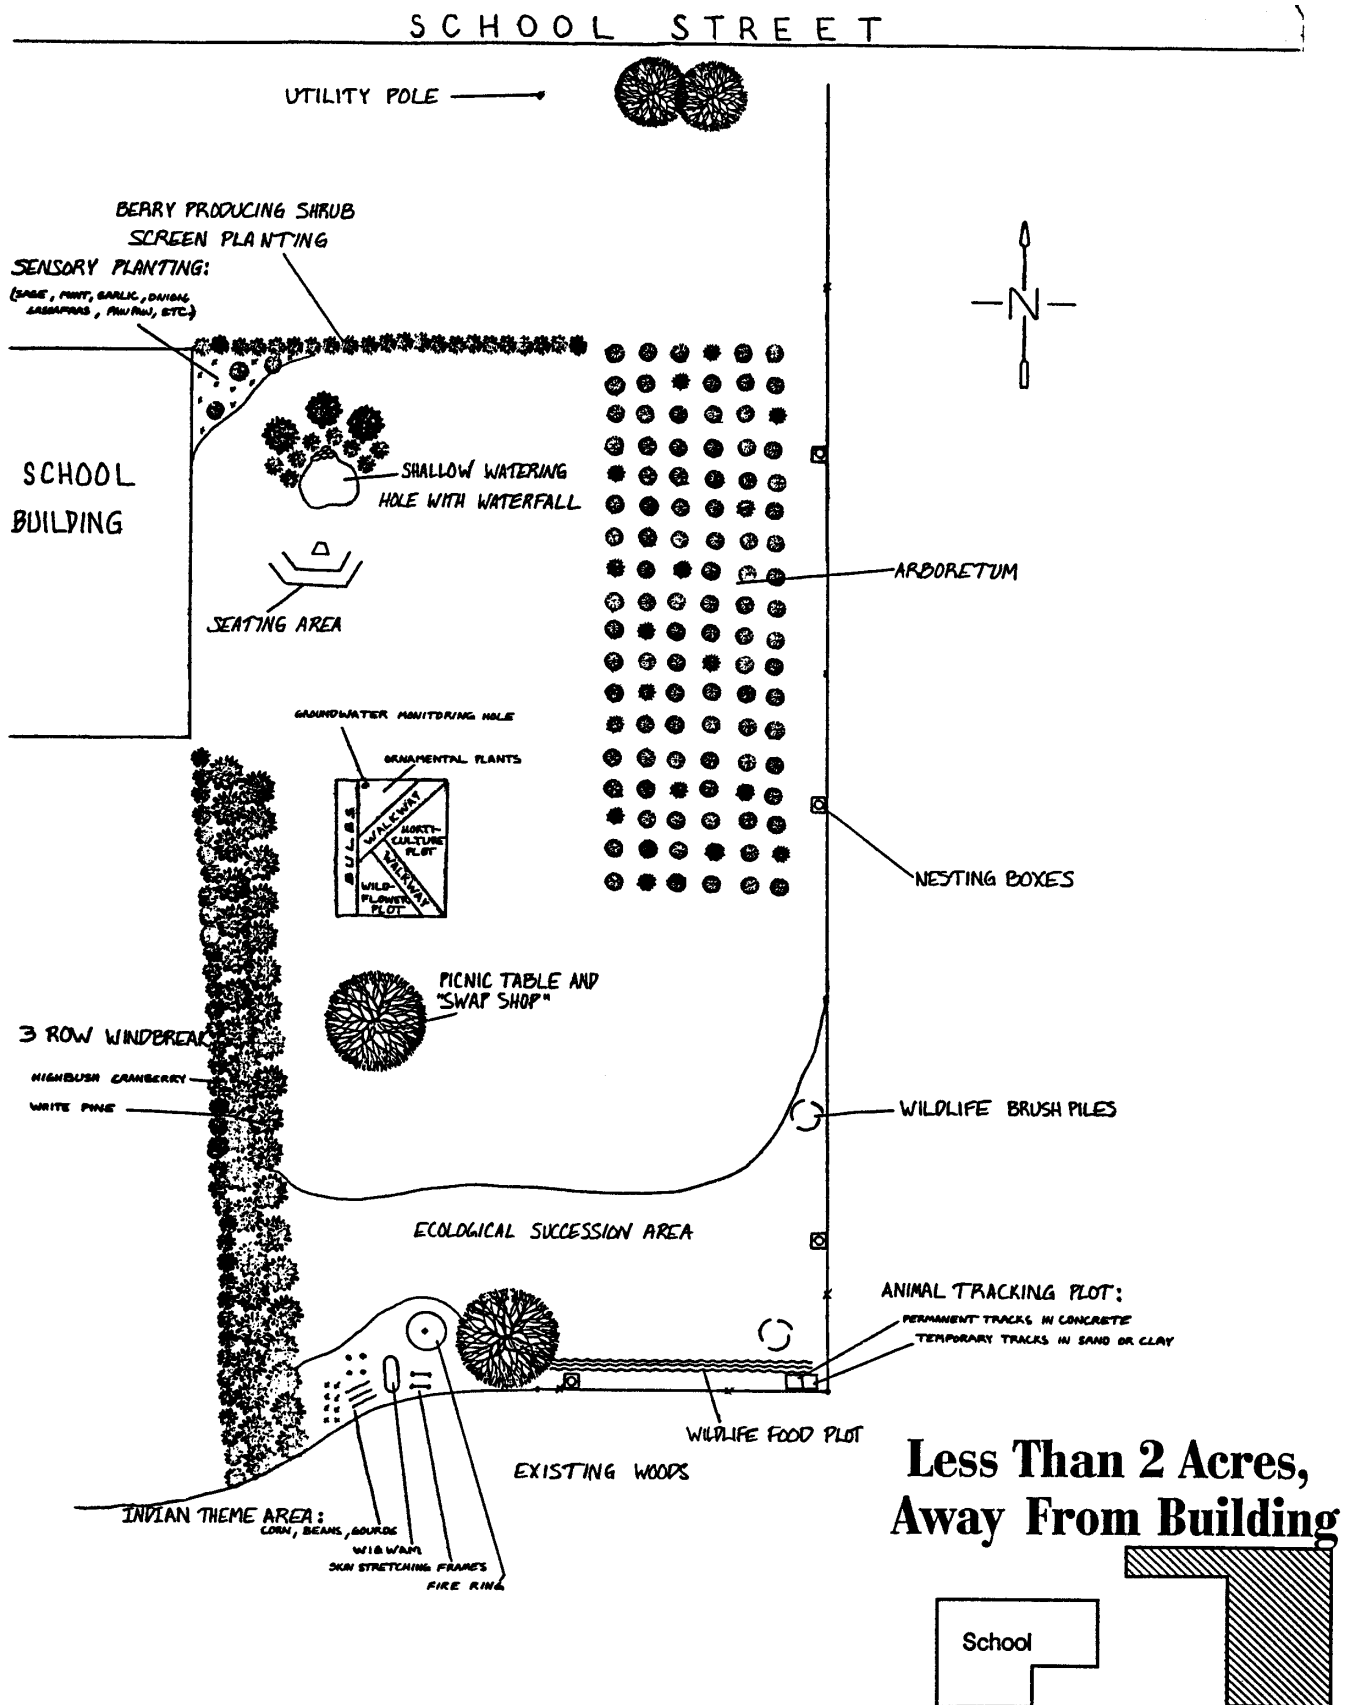 SCHOOL STREET
UTILITY POLE
BERRY PRODUCING SHRUB
SCREEN PLANTING
SENSORY PLANTING:
(SAGE, MINT, GARLIC, ONION,
SASSAFRAS, PAW PAW, ETC.)
N
SCHOOL
BUILDING
SHALLOW WATERING
HOLE WITH WATERFALL
ARBORETUM
SEATING AREA
GROUNDWATER MONITORING HOLE
ORNAMENTAL PLANTS
BULBS
WALKWAY
HORTI-
CULTURE
PLOT
WALKWAY
WILD-
FLOWER
PLOT
NESTING BOXES
PICNIC TABLE AND
"SWAP SHOP"
3 ROW WINDBREAK
HIGHBUSH CRANBERRY
WHITE PINE
WILDLIFE BRUSH PILES
ECOLOGICAL SUCCESSION AREA
ANIMAL TRACKING PLOT:
PERMANENT TRACKS IN CONCRETE
TEMPORARY TRACKS IN SAND OR CLAY
WILDLIFE FOOD PLOT
EXISTING WOODS
INDIAN THEME AREA:
CORN, BEANS, GOURDS
WIGWAM
SKIN STRETCHING FRAMES
FIRE RING
Less Than 2 Acres,
Away From Building
School